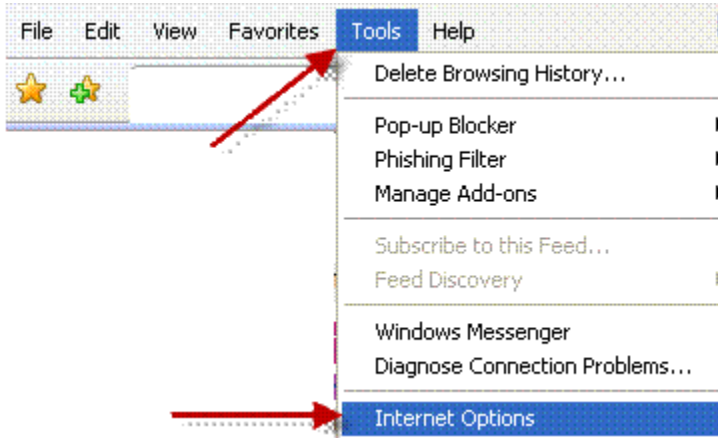 File Edit View Favorites Tools Help
Delete Browsing History...
Pop-up Blocker
Phishing Filter
Manage Add-ons
Subscribe to this Feed...
Feed Discovery
Windows Messenger
Diagnose Connection Problems...
Internet Options